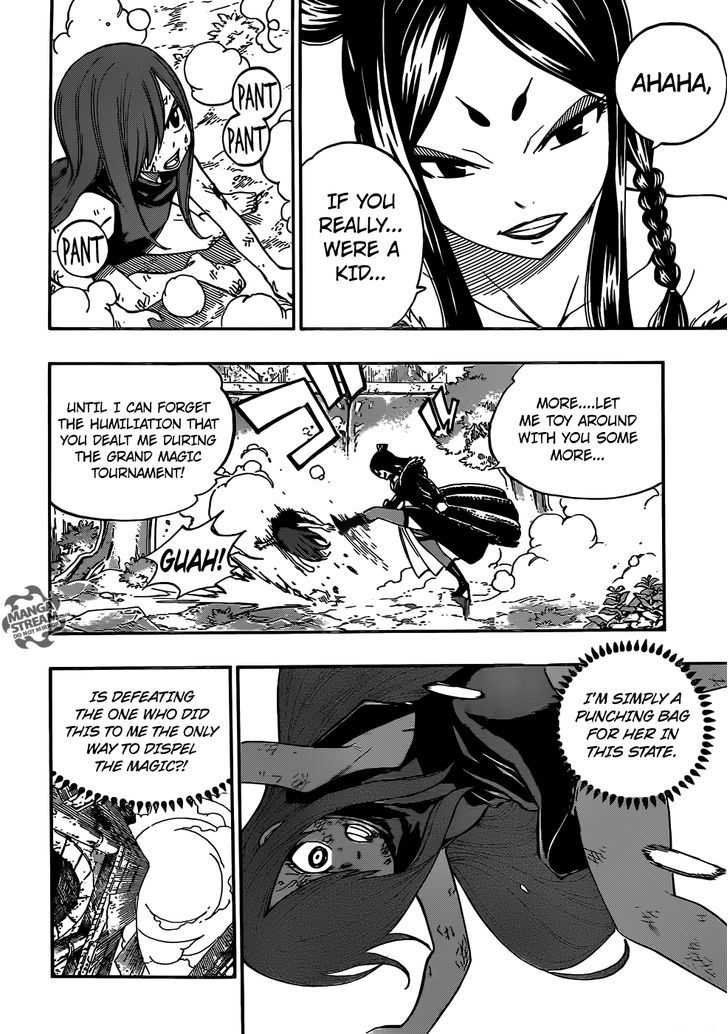 AHAHA,
IF YOU
REALLY...
WERE A
KID...
PANT
PANT
PANT
MORE....LET
ME TOY AROUND
WITH YOU SOME
MORE...
UNTIL I CAN FORGET
THE HUMILIATION THAT
YOU DEALT ME DURING
THE GRAND MAGIC
TOURNAMENT!
GUAH!
MANGA
STREAM
I'M SIMPLY A
PUNCHING BAG
FOR HER IN
THIS STATE.
IS DEFEATING
THE ONE WHO DID
THIS TO ME THE ONLY
WAY TO DISPEL
THE MAGIC?!